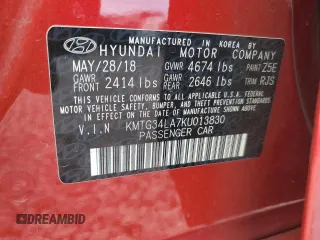 MANUFACTURED IN KOREA BY
HYUNDAI MOTOR COMPANY
MAY/28/18 GVWR 4674 lbs PAINT Z5E
GAWR FRONT 2414 lbs GAWR REAR 2646 lbs TRIM RJS
THIS VEHICLE CONFORMS TO ALL APPLICABLE FEDERAL
MOTOR VEHICLE SAFETY, BUMPER, AND THEFT PREVENTION
STANDARDS IN EFFECT ON THE DATE OF MANUFACTURE
SHOWN ABOVE.
V.I.N KMTG34LA7KU013830
PASSENGER CAR
DREAMBID